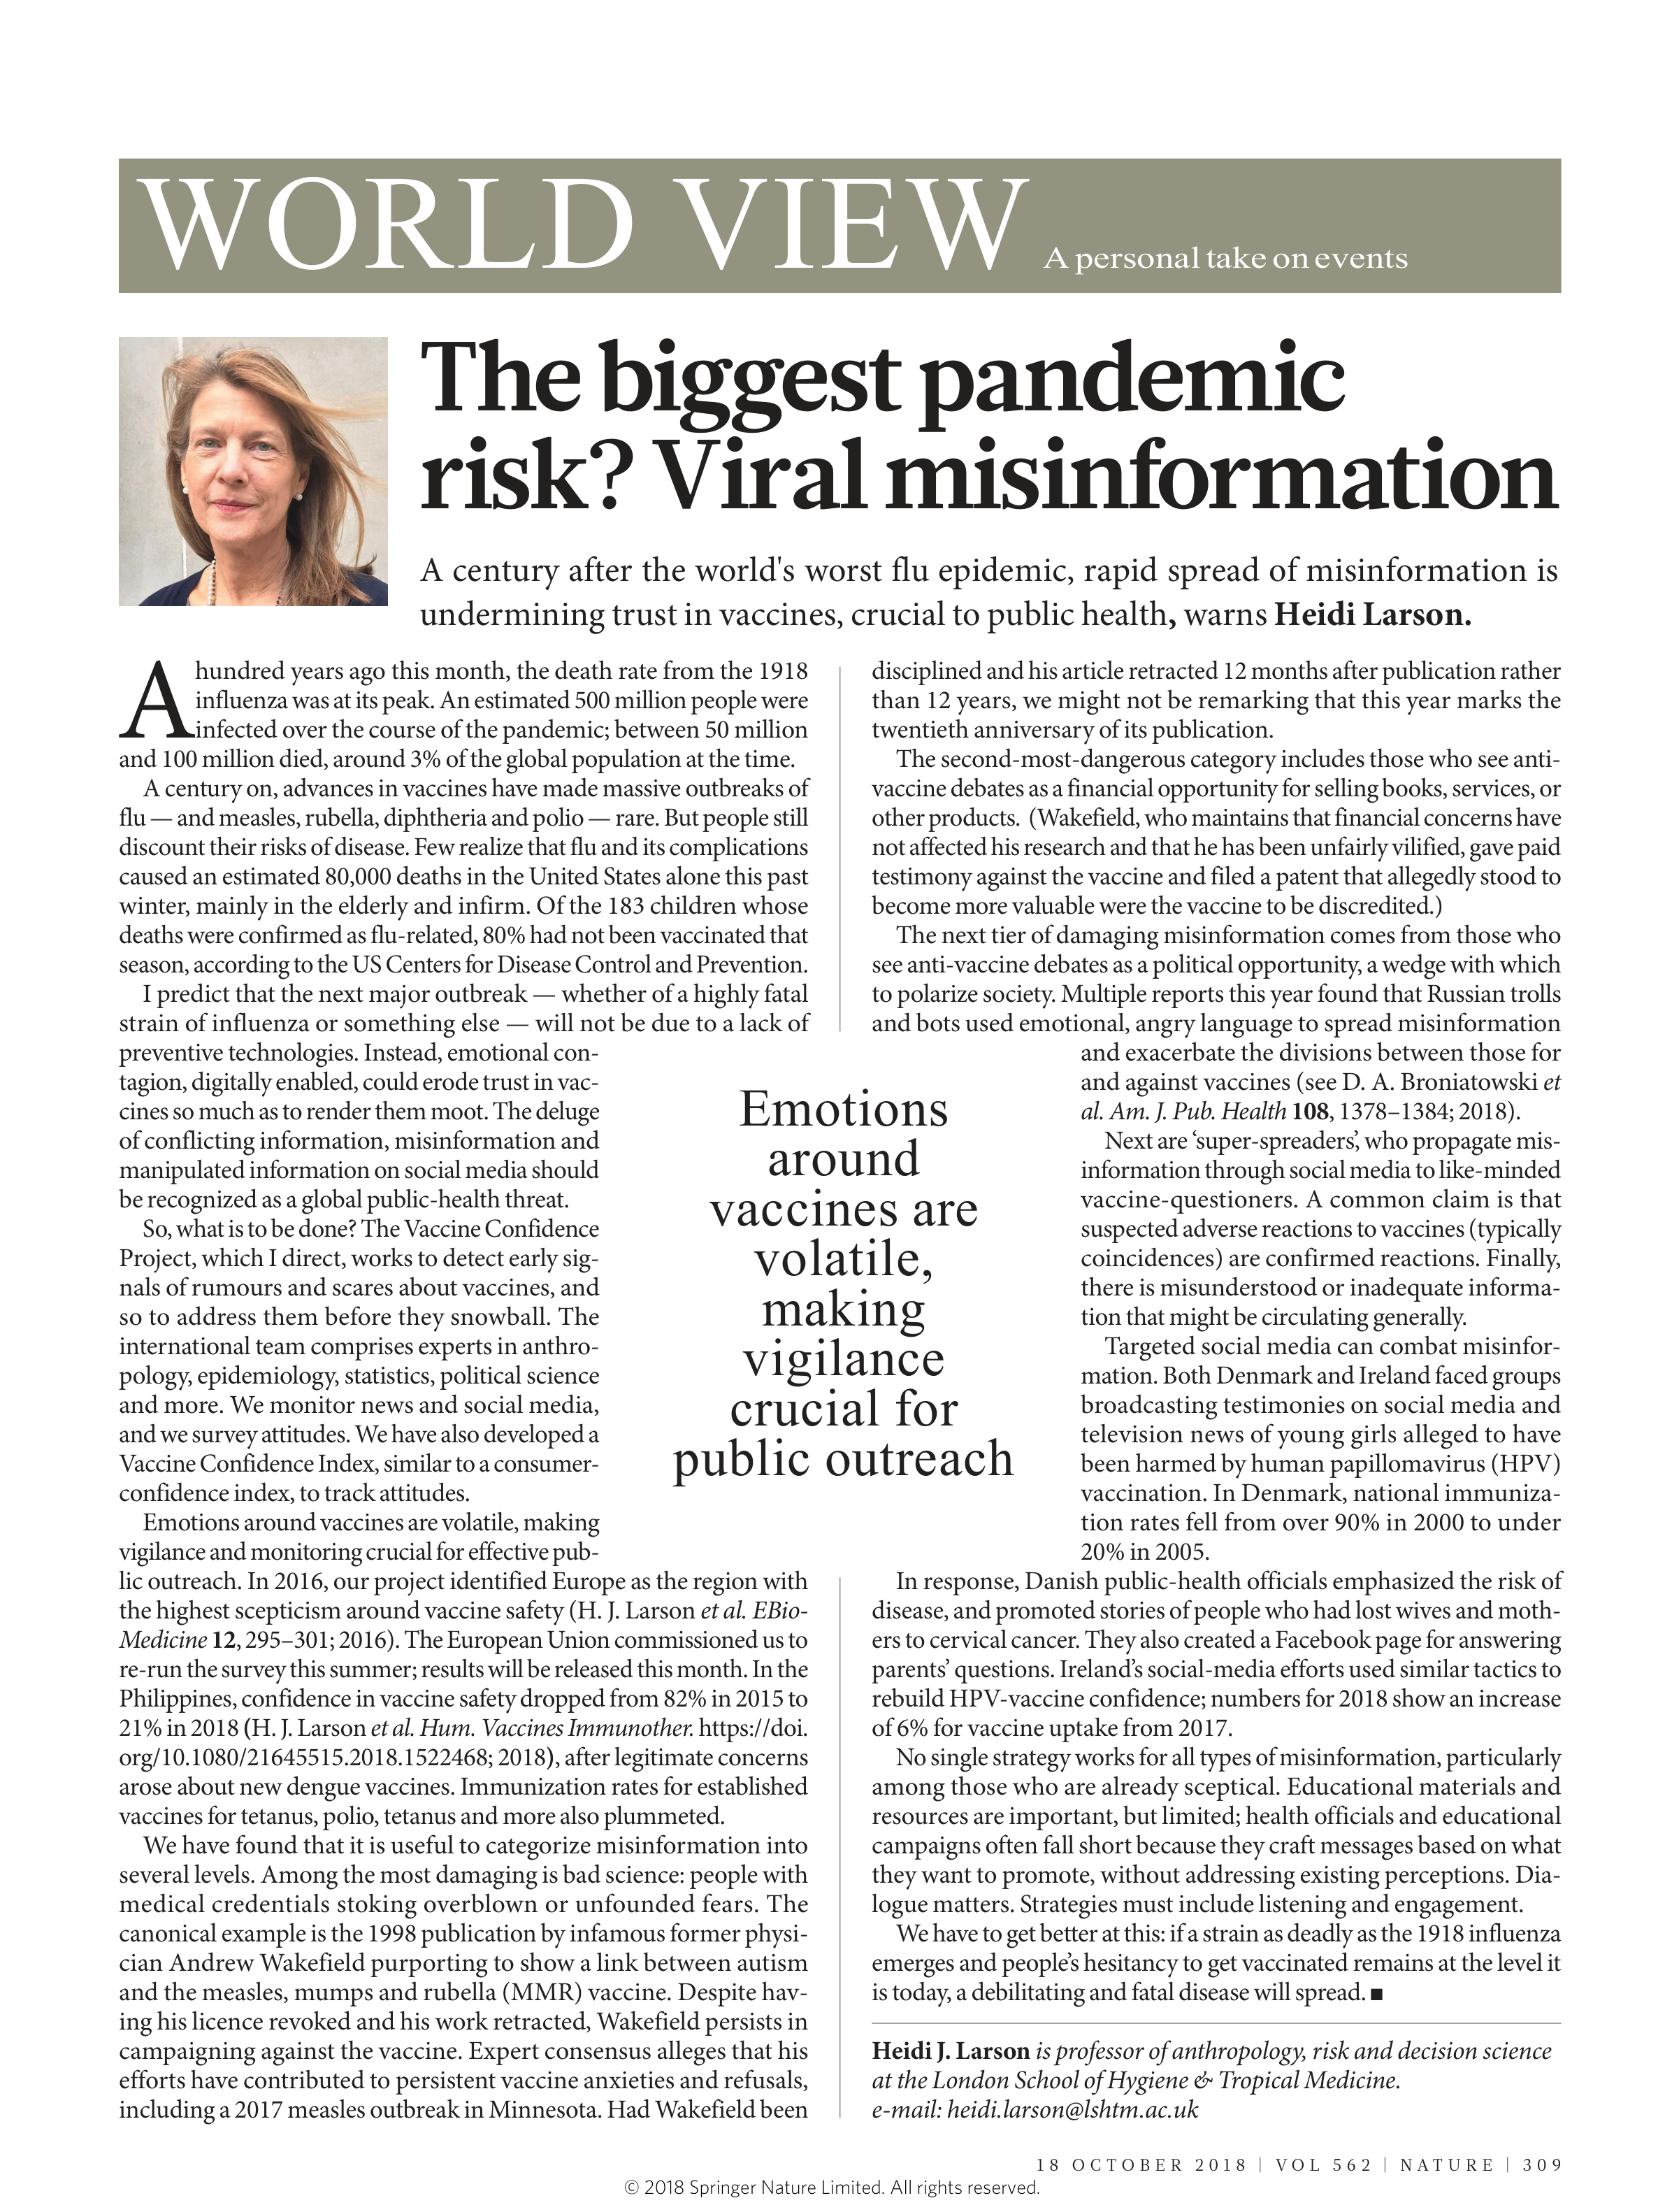 WORLD VIEW A personal take on events
The biggest pandemic
risk? Viral misinformation
A century after the world's worst flu epidemic, rapid spread of misinformation is
undermining trust in vaccines, crucial to public health, warns Heidi Larson.
A hundred years ago this month, the death rate from the 1918
influenza was at its peak. An estimated 500 million people were
infected over the course of the pandemic; between 50 million
and 100 million died, around 3% of the global population at the time.
A century on, advances in vaccines have made massive outbreaks of
flu — and measles, rubella, diphtheria and polio — rare. But people still
discount their risks of disease. Few realize that flu and its complications
caused an estimated 80,000 deaths in the United States alone this past
winter, mainly in the elderly and infirm. Of the 183 children whose
deaths were confirmed as flu-related, 80% had not been vaccinated that
season, according to the US Centers for Disease Control and Prevention.
I predict that the next major outbreak — whether of a highly fatal
strain of influenza or something else — will not be due to a lack of
preventive technologies. Instead, emotional con-
tagion, digitally enabled, could erode trust in vac-
cines so much as to render them moot. The deluge
of conflicting information, misinformation and
manipulated information on social media should
be recognized as a global public-health threat.
So, what is to be done? The Vaccine Confidence
Project, which I direct, works to detect early sig-
nals of rumours and scares about vaccines, and
so to address them before they snowball. The
international team comprises experts in anthro-
pology, epidemiology, statistics, political science
and more. We monitor news and social media,
and we survey attitudes. We have also developed a
Vaccine Confidence Index, similar to a consumer-
confidence index, to track attitudes.
Emotions around vaccines are volatile, making
vigilance and monitoring crucial for effective pub-
lic outreach. In 2016, our project identified Europe as the region with
the highest scepticism around vaccine safety (H. J. Larson et al. EBio-
Medicine 12, 295–301; 2016). The European Union commissioned us to
re-run the survey this summer; results will be released this month. In the
Philippines, confidence in vaccine safety dropped from 82% in 2015 to
21% in 2018 (H. J. Larson et al. Hum. Vaccines Immunother. https://doi.
org/10.1080/21645515.2018.1522468; 2018), after legitimate concerns
arose about new dengue vaccines. Immunization rates for established
vaccines for tetanus, polio, tetanus and more also plummeted.
We have found that it is useful to categorize misinformation into
several levels. Among the most damaging is bad science: people with
medical credentials stoking overblown or unfounded fears. The
canonical example is the 1998 publication by infamous former physi-
cian Andrew Wakefield purporting to show a link between autism
and the measles, mumps and rubella (MMR) vaccine. Despite hav-
ing his licence revoked and his work retracted, Wakefield persists in
campaigning against the vaccine. Expert consensus alleges that his
efforts have contributed to persistent vaccine anxieties and refusals,
including a 2017 measles outbreak in Minnesota. Had Wakefield been
Emotions
around
vaccines are
volatile,
making
vigilance
crucial for
public outreach
disciplined and his article retracted 12 months after publication rather
than 12 years, we might not be remarking that this year marks the
twentieth anniversary of its publication.
The second-most-dangerous category includes those who see anti-
vaccine debates as a financial opportunity for selling books, services, or
other products. (Wakefield, who maintains that financial concerns have
not affected his research and that he has been unfairly vilified, gave paid
testimony against the vaccine and filed a patent that allegedly stood to
become more valuable were the vaccine to be discredited.)
The next tier of damaging misinformation comes from those who
see anti-vaccine debates as a political opportunity, a wedge with which
to polarize society. Multiple reports this year found that Russian trolls
and bots used emotional, angry language to spread misinformation
and exacerbate the divisions between those for
and against vaccines (see D. A. Broniatowski et
al. Am. J. Pub. Health 108, 1378–1384; 2018).
Next are ‘super-spreaders’, who propagate mis-
information through social media to like-minded
vaccine-questioners. A common claim is that
suspected adverse reactions to vaccines (typically
coincidences) are confirmed reactions. Finally,
there is misunderstood or inadequate informa-
tion that might be circulating generally.
Targeted social media can combat misinfor-
mation. Both Denmark and Ireland faced groups
broadcasting testimonies on social media and
television news of young girls alleged to have
been harmed by human papillomavirus (HPV)
vaccination. In Denmark, national immuniza-
tion rates fell from over 90% in 2000 to under
20% in 2005.
In response, Danish public-health officials emphasized the risk of
disease, and promoted stories of people who had lost wives and moth-
ers to cervical cancer. They also created a Facebook page for answering
parents’ questions. Ireland’s social-media efforts used similar tactics to
rebuild HPV-vaccine confidence; numbers for 2018 show an increase
of 6% for vaccine uptake from 2017.
No single strategy works for all types of misinformation, particularly
among those who are already sceptical. Educational materials and
resources are important, but limited; health officials and educational
campaigns often fall short because they craft messages based on what
they want to promote, without addressing existing perceptions. Dia-
logue matters. Strategies must include listening and engagement.
We have to get better at this: if a strain as deadly as the 1918 influenza
emerges and people’s hesitancy to get vaccinated remains at the level it
is today, a debilitating and fatal disease will spread. ■
Heidi J. Larson is professor of anthropology, risk and decision science
at the London School of Hygiene & Tropical Medicine.
e-mail: heidi.larson@lshtm.ac.uk
18 OCTOBER 2018 | VOL 562 | NATURE | 309
© 2018 Springer Nature Limited. All rights reserved.